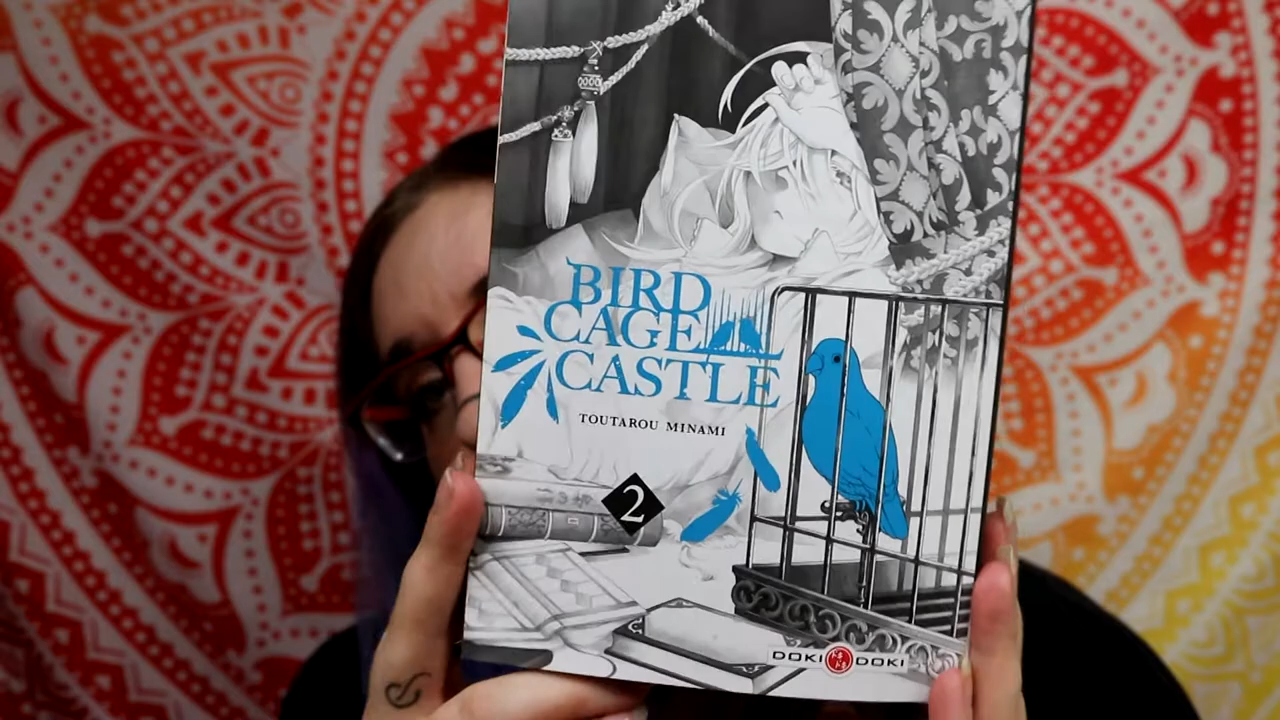 BIRD
CAGE
CASTLE
TOUTAROU MINAMI
2
DOKI DOKI